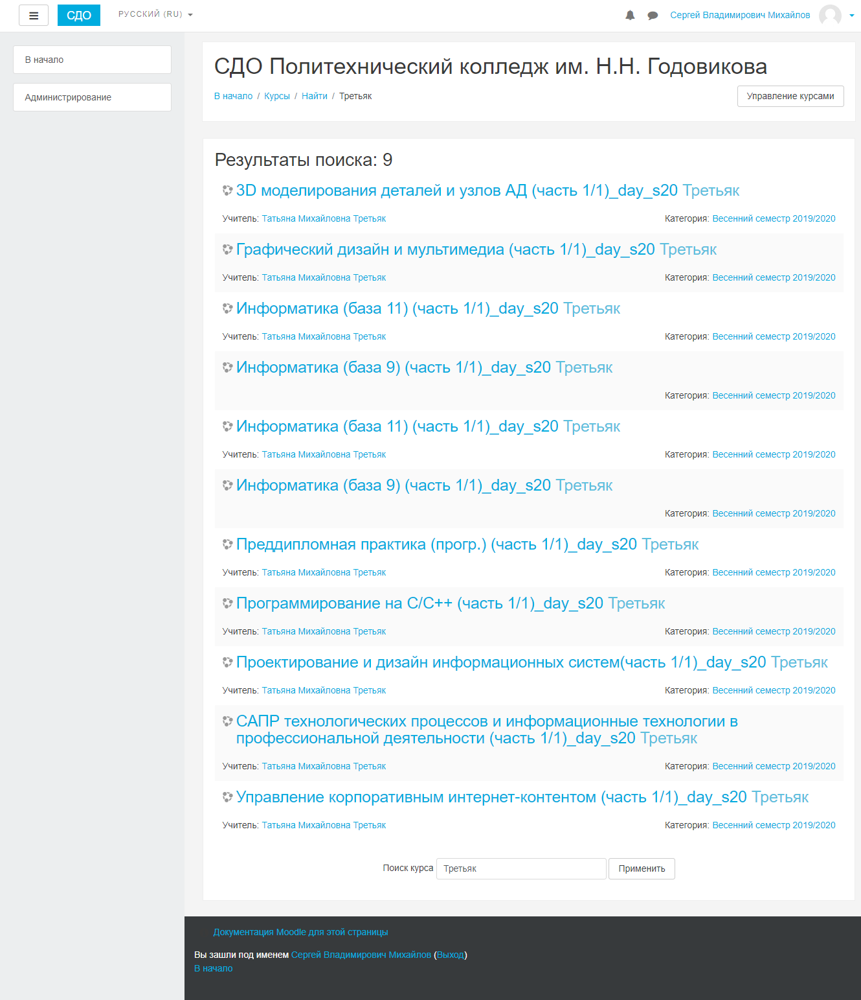 СДО РУССКИЙ (RU) Сергей Владимирович Михайлов
В начало
Администрирование
СДО Политехнический колледж им. Н.Н. Годовикова
В начало / Курсы / Найти / Третьяк Управление курсами
Результаты поиска: 9
3D моделирования деталей и узлов АД (часть 1/1)_day_s20 Третьяк
Учитель: Татьяна Михайловна Третьяк Категория: Весенний семестр 2019/2020
Графический дизайн и мультимедиа (часть 1/1)_day_s20 Третьяк
Учитель: Татьяна Михайловна Третьяк Категория: Весенний семестр 2019/2020
Информатика (база 11) (часть 1/1)_day_s20 Третьяк
Учитель: Татьяна Михайловна Третьяк Категория: Весенний семестр 2019/2020
Информатика (база 9) (часть 1/1)_day_s20 Третьяк
Категория: Весенний семестр 2019/2020
Информатика (база 11) (часть 1/1)_day_s20 Третьяк
Учитель: Татьяна Михайловна Третьяк Категория: Весенний семестр 2019/2020
Информатика (база 9) (часть 1/1)_day_s20 Третьяк
Категория: Весенний семестр 2019/2020
Преддипломная практика (прогр.) (часть 1/1)_day_s20 Третьяк
Учитель: Татьяна Михайловна Третьяк Категория: Весенний семестр 2019/2020
Программирование на С/С++ (часть 1/1)_day_s20 Третьяк
Учитель: Татьяна Михайловна Третьяк Категория: Весенний семестр 2019/2020
Проектирование и дизайн информационных систем(часть 1/1)_day_s20 Третьяк
Учитель: Татьяна Михайловна Третьяк Категория: Весенний семестр 2019/2020
САПР технологических процессов и информационные технологии в
профессиональной деятельности (часть 1/1)_day_s20 Третьяк
Учитель: Татьяна Михайловна Третьяк Категория: Весенний семестр 2019/2020
Управление корпоративным интернет-контентом (часть 1/1)_day_s20 Третьяк
Учитель: Татьяна Михайловна Третьяк Категория: Весенний семестр 2019/2020
Поиск курса Третьяк Применить
Документация Moodle для этой страницы
Вы зашли под именем Сергей Владимирович Михайлов (Выход)
В начало